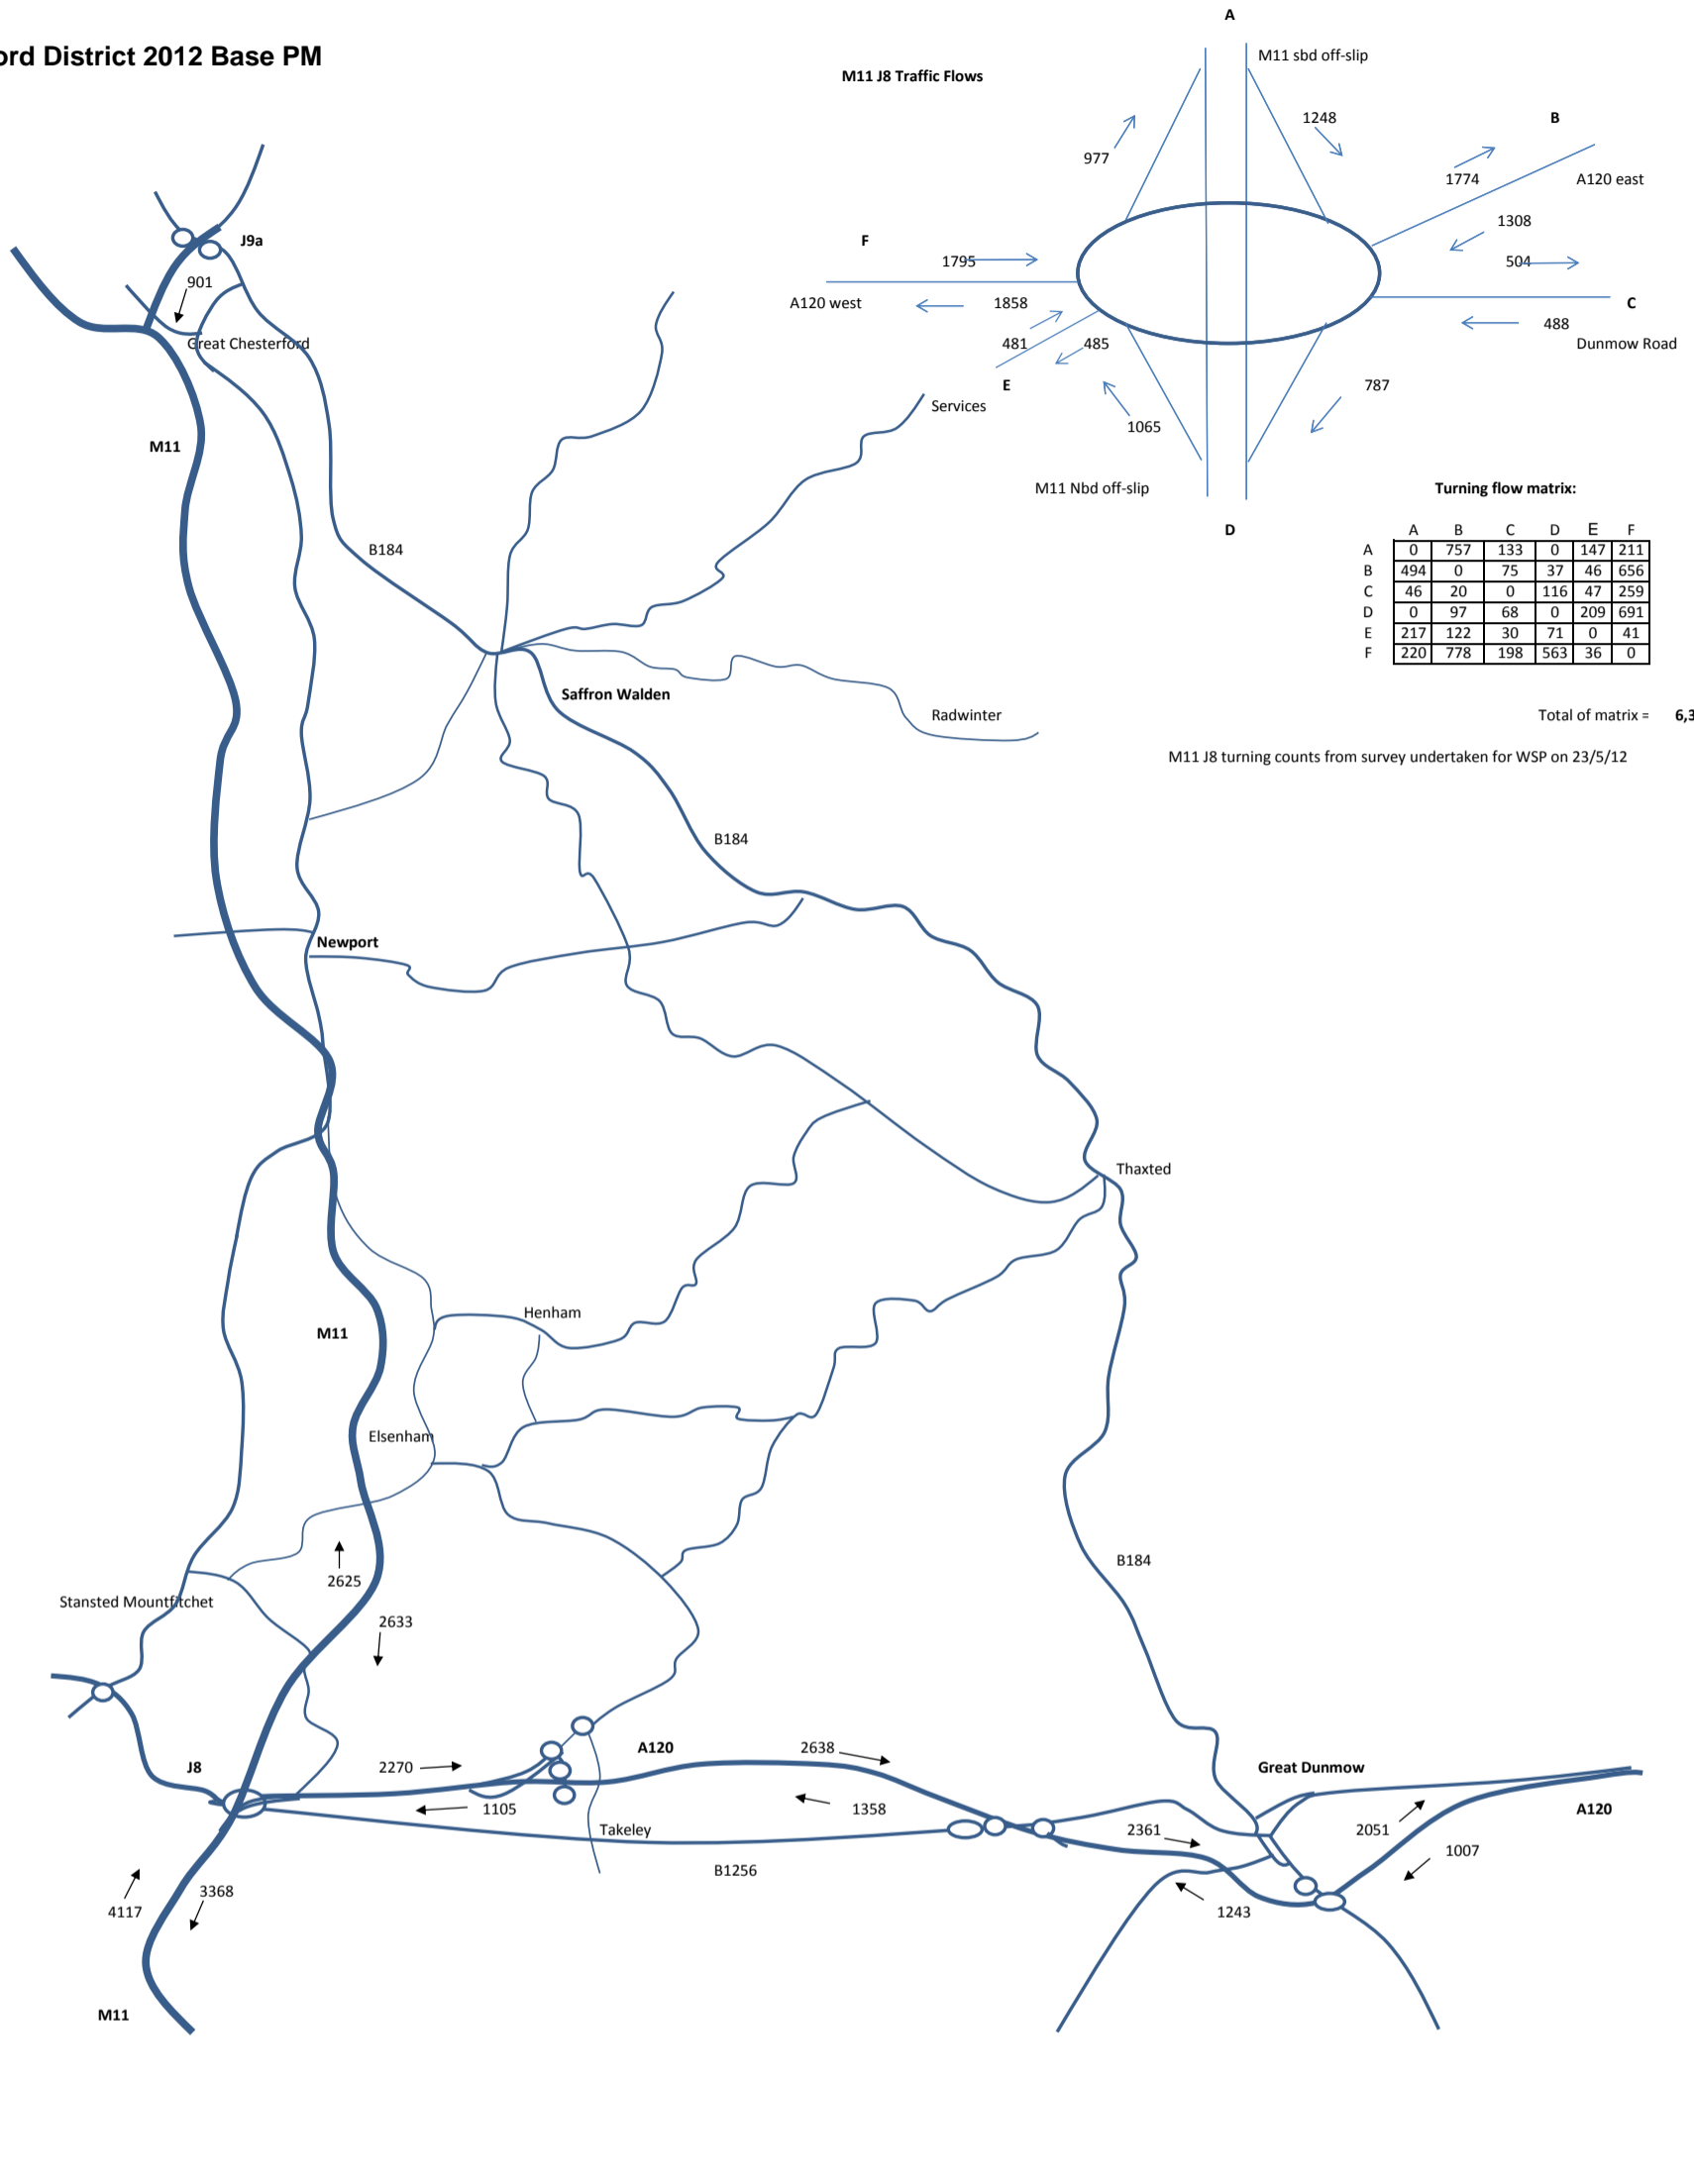 A
ord District 2012 Base PM
M11 sbd off-slip
M11 J8 Traffic Flows
1248
B
977
1774
A120 east
1308
F
J9a
1795
504
901
A120 west
1858
C
488
481
485
Great Chesterford
Dunmow Road
E
787
Services
1065
M11
M11 Nbd off-slip
Turning flow matrix:
D
A B C D E F
A 0 757 133 0 147 211
B 494 0 75 37 46 656
C 46 20 0 116 47 259
D 0 97 68 0 209 691
E 217 122 30 71 0 41
F 220 778 198 563 36 0
B184
Saffron Walden
Radwinter
Total of matrix = 6,3
M11 J8 turning counts from survey undertaken for WSP on 23/5/12
B184
Newport
Thaxted
Henham
M11
Elsenham
B184
2625
Stansted Mountfitchet
2633
J8
2270
A120
2638
Great Dunmow
1105
1358
A120
Takeley
2361
2051
B1256
1007
4117
3368
1243
M11